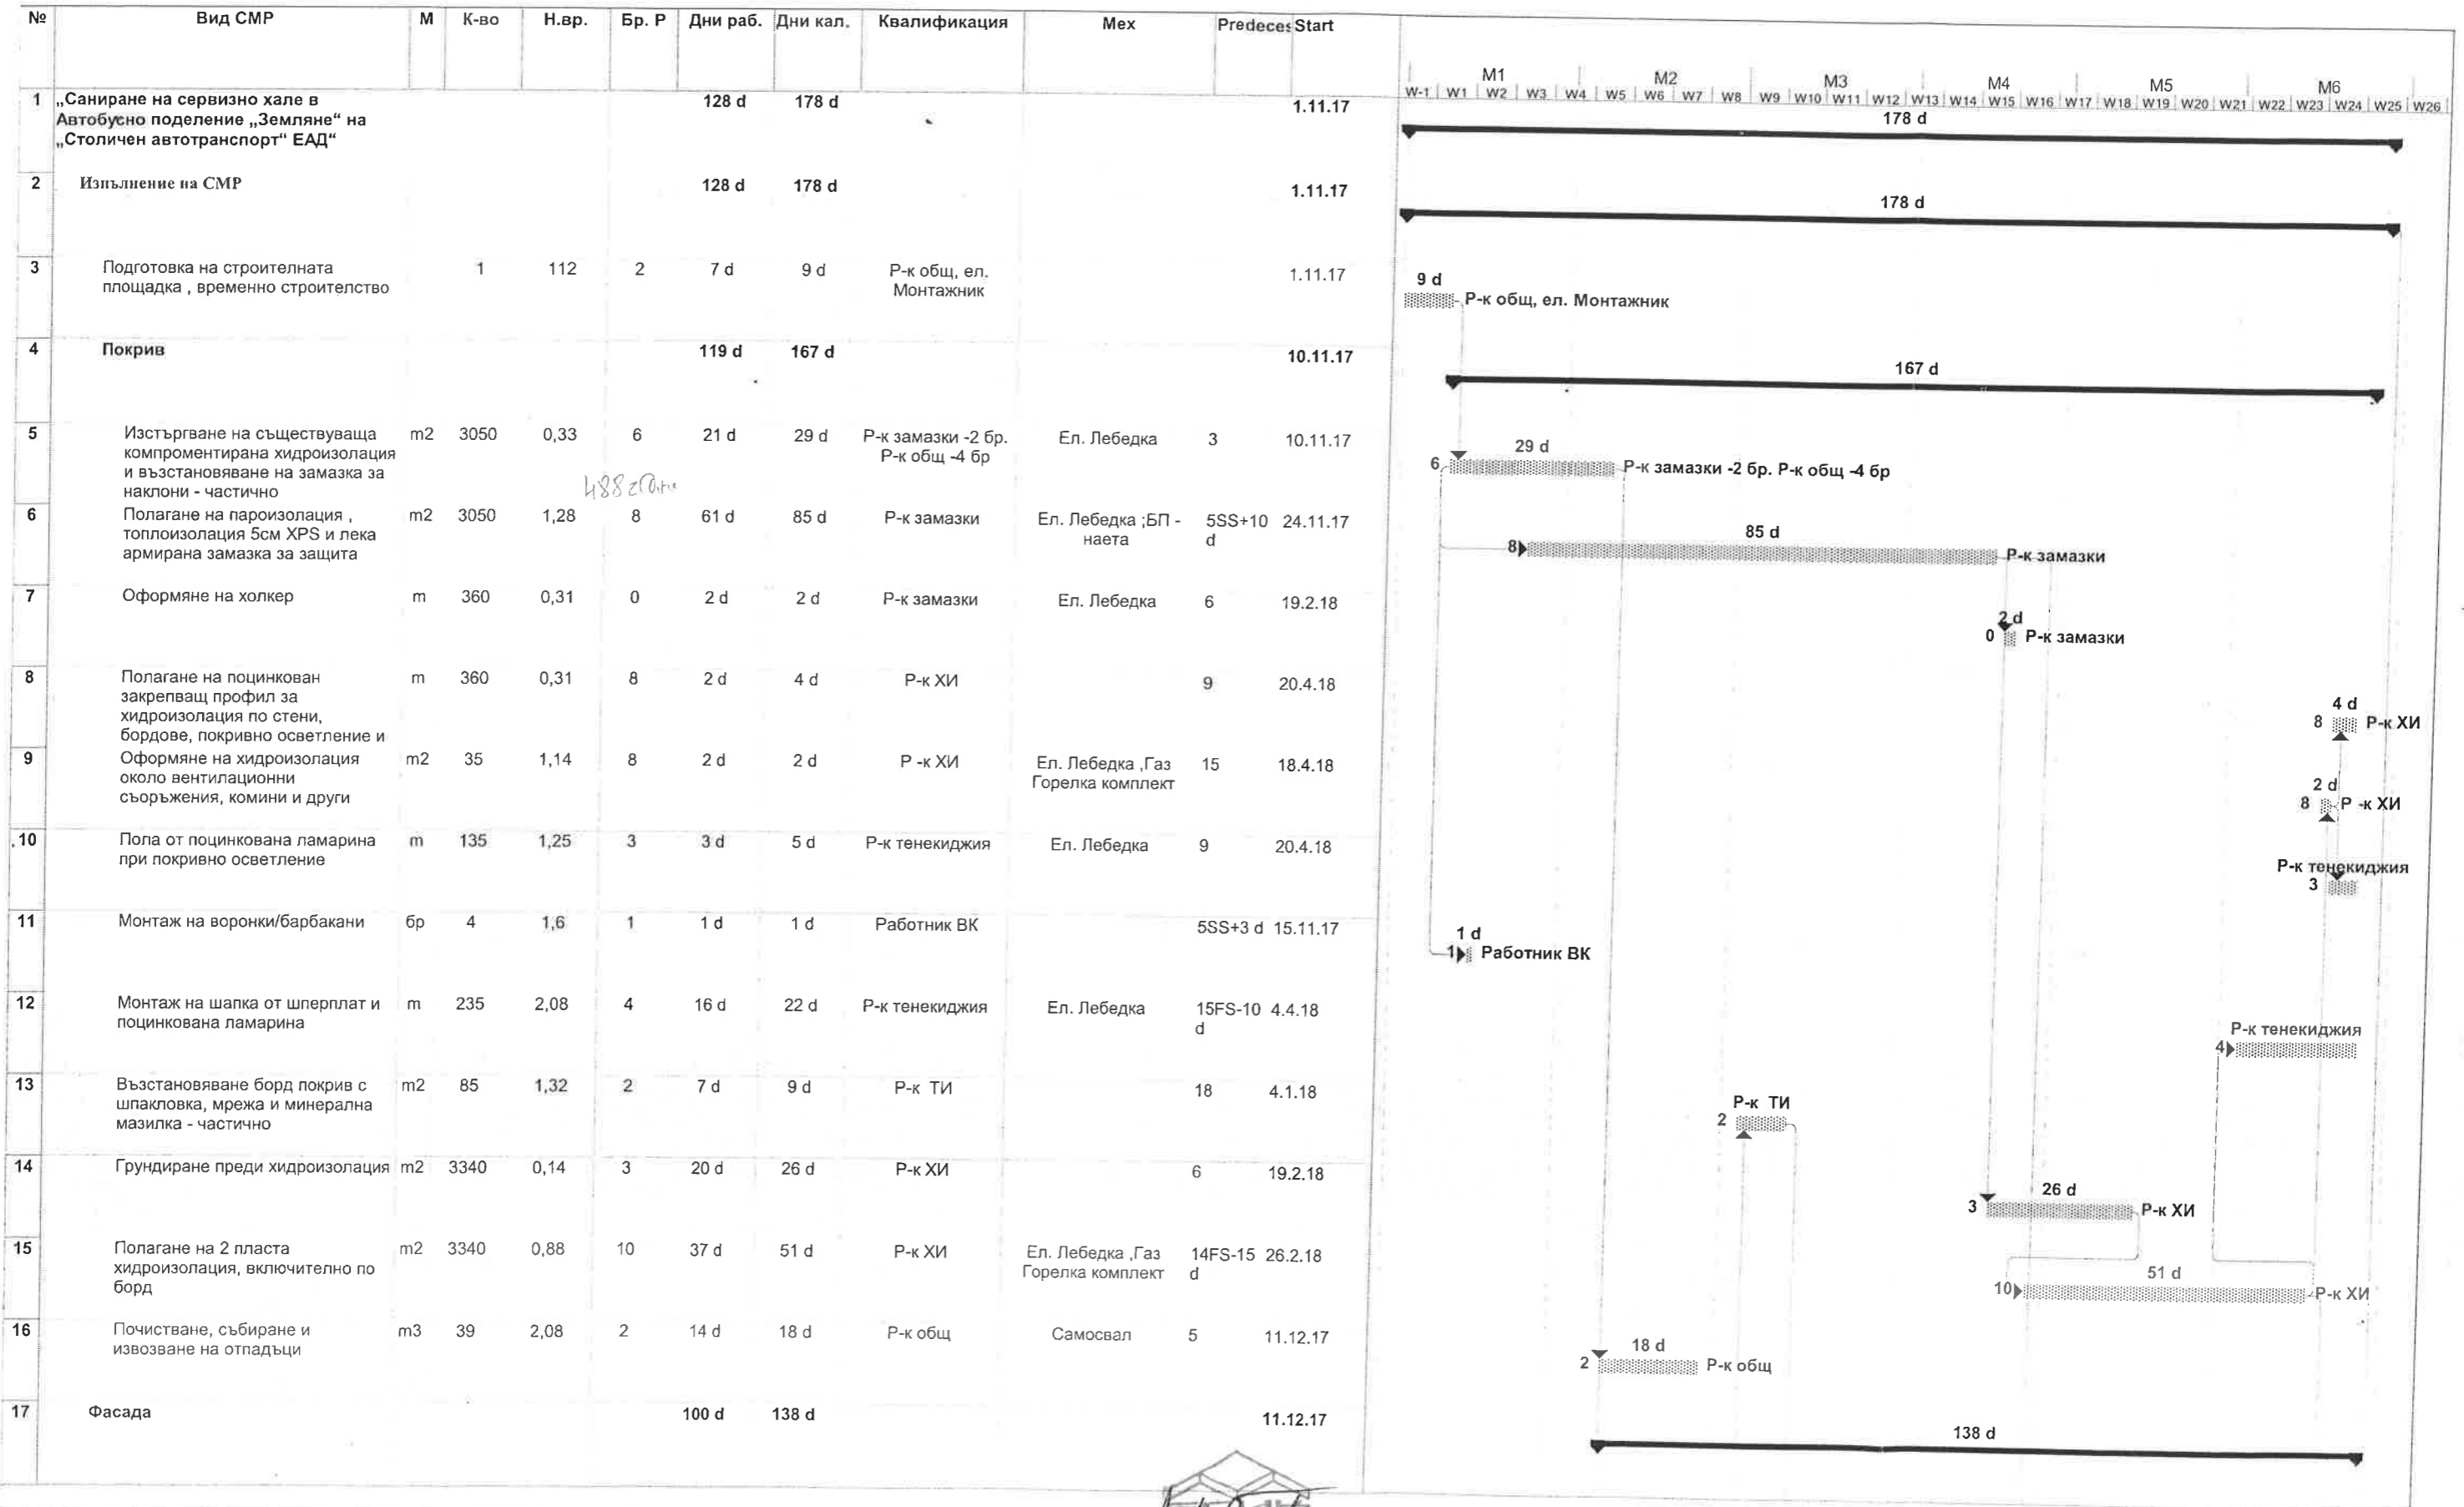 № Вид СМР М К-во Н.вр. Бр. Р Дни раб. Дни кал. Квалификация Мех Predeces Start
M1 M2 M3 M4 M5 M6
W-1 W1 W2 W3 W4 W5 W6 W7 W8 W9 W10 W11 W12 W13 W14 W15 W16 W17 W18 W19 W20 W21 W22 W23 W24 W25 W26
1 „Саниране на сервизно хале в 128 d 178 d 1.11.17
Автобусно поделение „Земляне“ на
„Столичен автотранспорт“ ЕАД“
178 d
2 Изпълнение на СМР 128 d 178 d 1.11.17
178 d
3 Подготовка на строителната 1 112 2 7 d 9 d Р-к общ, ел. 1.11.17
площадка , временно строителство Монтажник
9 d
Р-к общ, ел. Монтажник
4 Покрив 119 d 167 d 10.11.17
167 d
5 Изстъргване на съществуваща m2 3050 0,33 6 21 d 29 d Р-к замазки -2 бр. Ел. Лебедка 3 10.11.17
компроментирана хидроизолация Р-к общ -4 бр
и възстановяване на замазка за
наклони - частично
29 d
6 Р-к замазки -2 бр. Р-к общ -4 бр
6 Полагане на пароизолация , m2 3050 1,28 8 61 d 85 d Р-к замазки Ел. Лебедка ;БП - 5SS+10 24.11.17
топлоизолация 5см XPS и лека наета d
армирана замазка за защита
85 d
8 Р-к замазки
7 Оформяне на холкер m 360 0,31 0 2 d 2 d Р-к замазки Ел. Лебедка 6 19.2.18
2 d
0 Р-к замазки
8 Полагане на поцинкован m 360 0,31 8 2 d 4 d Р-к ХИ 9 20.4.18
закрепващ профил за
хидроизолация по стени,
бордове, покривно осветление и
4 d
8 Р-к ХИ
9 Оформяне на хидроизолация m2 35 1,14 8 2 d 2 d Р -к ХИ Ел. Лебедка ,Газ 15 18.4.18
около вентилационни Горелка комплект
съоръжения, комини и други
2 d
8 Р -к ХИ
10 Пола от поцинкована ламарина m 135 1,25 3 3 d 5 d Р-к тенекиджия Ел. Лебедка 9 20.4.18
при покривно осветление
Р-к тенекиджия
3
11 Монтаж на воронки/барбакани бр 4 1,6 1 1 d 1 d Работник ВК 5SS+3 d 15.11.17
1 d
1 Работник ВК
12 Монтаж на шапка от шперплат и m 235 2,08 4 16 d 22 d Р-к тенекиджия Ел. Лебедка 15FS-10 4.4.18
поцинкована ламарина d
Р-к тенекиджия
4
13 Възстановяване борд покрив с m2 85 1,32 2 7 d 9 d Р-к ТИ 18 4.1.18
шпакловка, мрежа и минерална
мазилка - частично
Р-к ТИ
2
14 Грундиране преди хидроизолация m2 3340 0,14 3 20 d 26 d Р-к ХИ 6 19.2.18
26 d
3 Р-к ХИ
15 Полагане на 2 пласта m2 3340 0,88 10 37 d 51 d Р-к ХИ Ел. Лебедка ,Газ 14FS-15 26.2.18
хидроизолация, включително по Горелка комплект d
борд
51 d
10 Р-к ХИ
16 Почистване, събиране и m3 39 2,08 2 14 d 18 d Р-к общ Самосвал 5 11.12.17
извозване на отпадъци
18 d
2 Р-к общ
17 Фасада 100 d 138 d 11.12.17
138 d